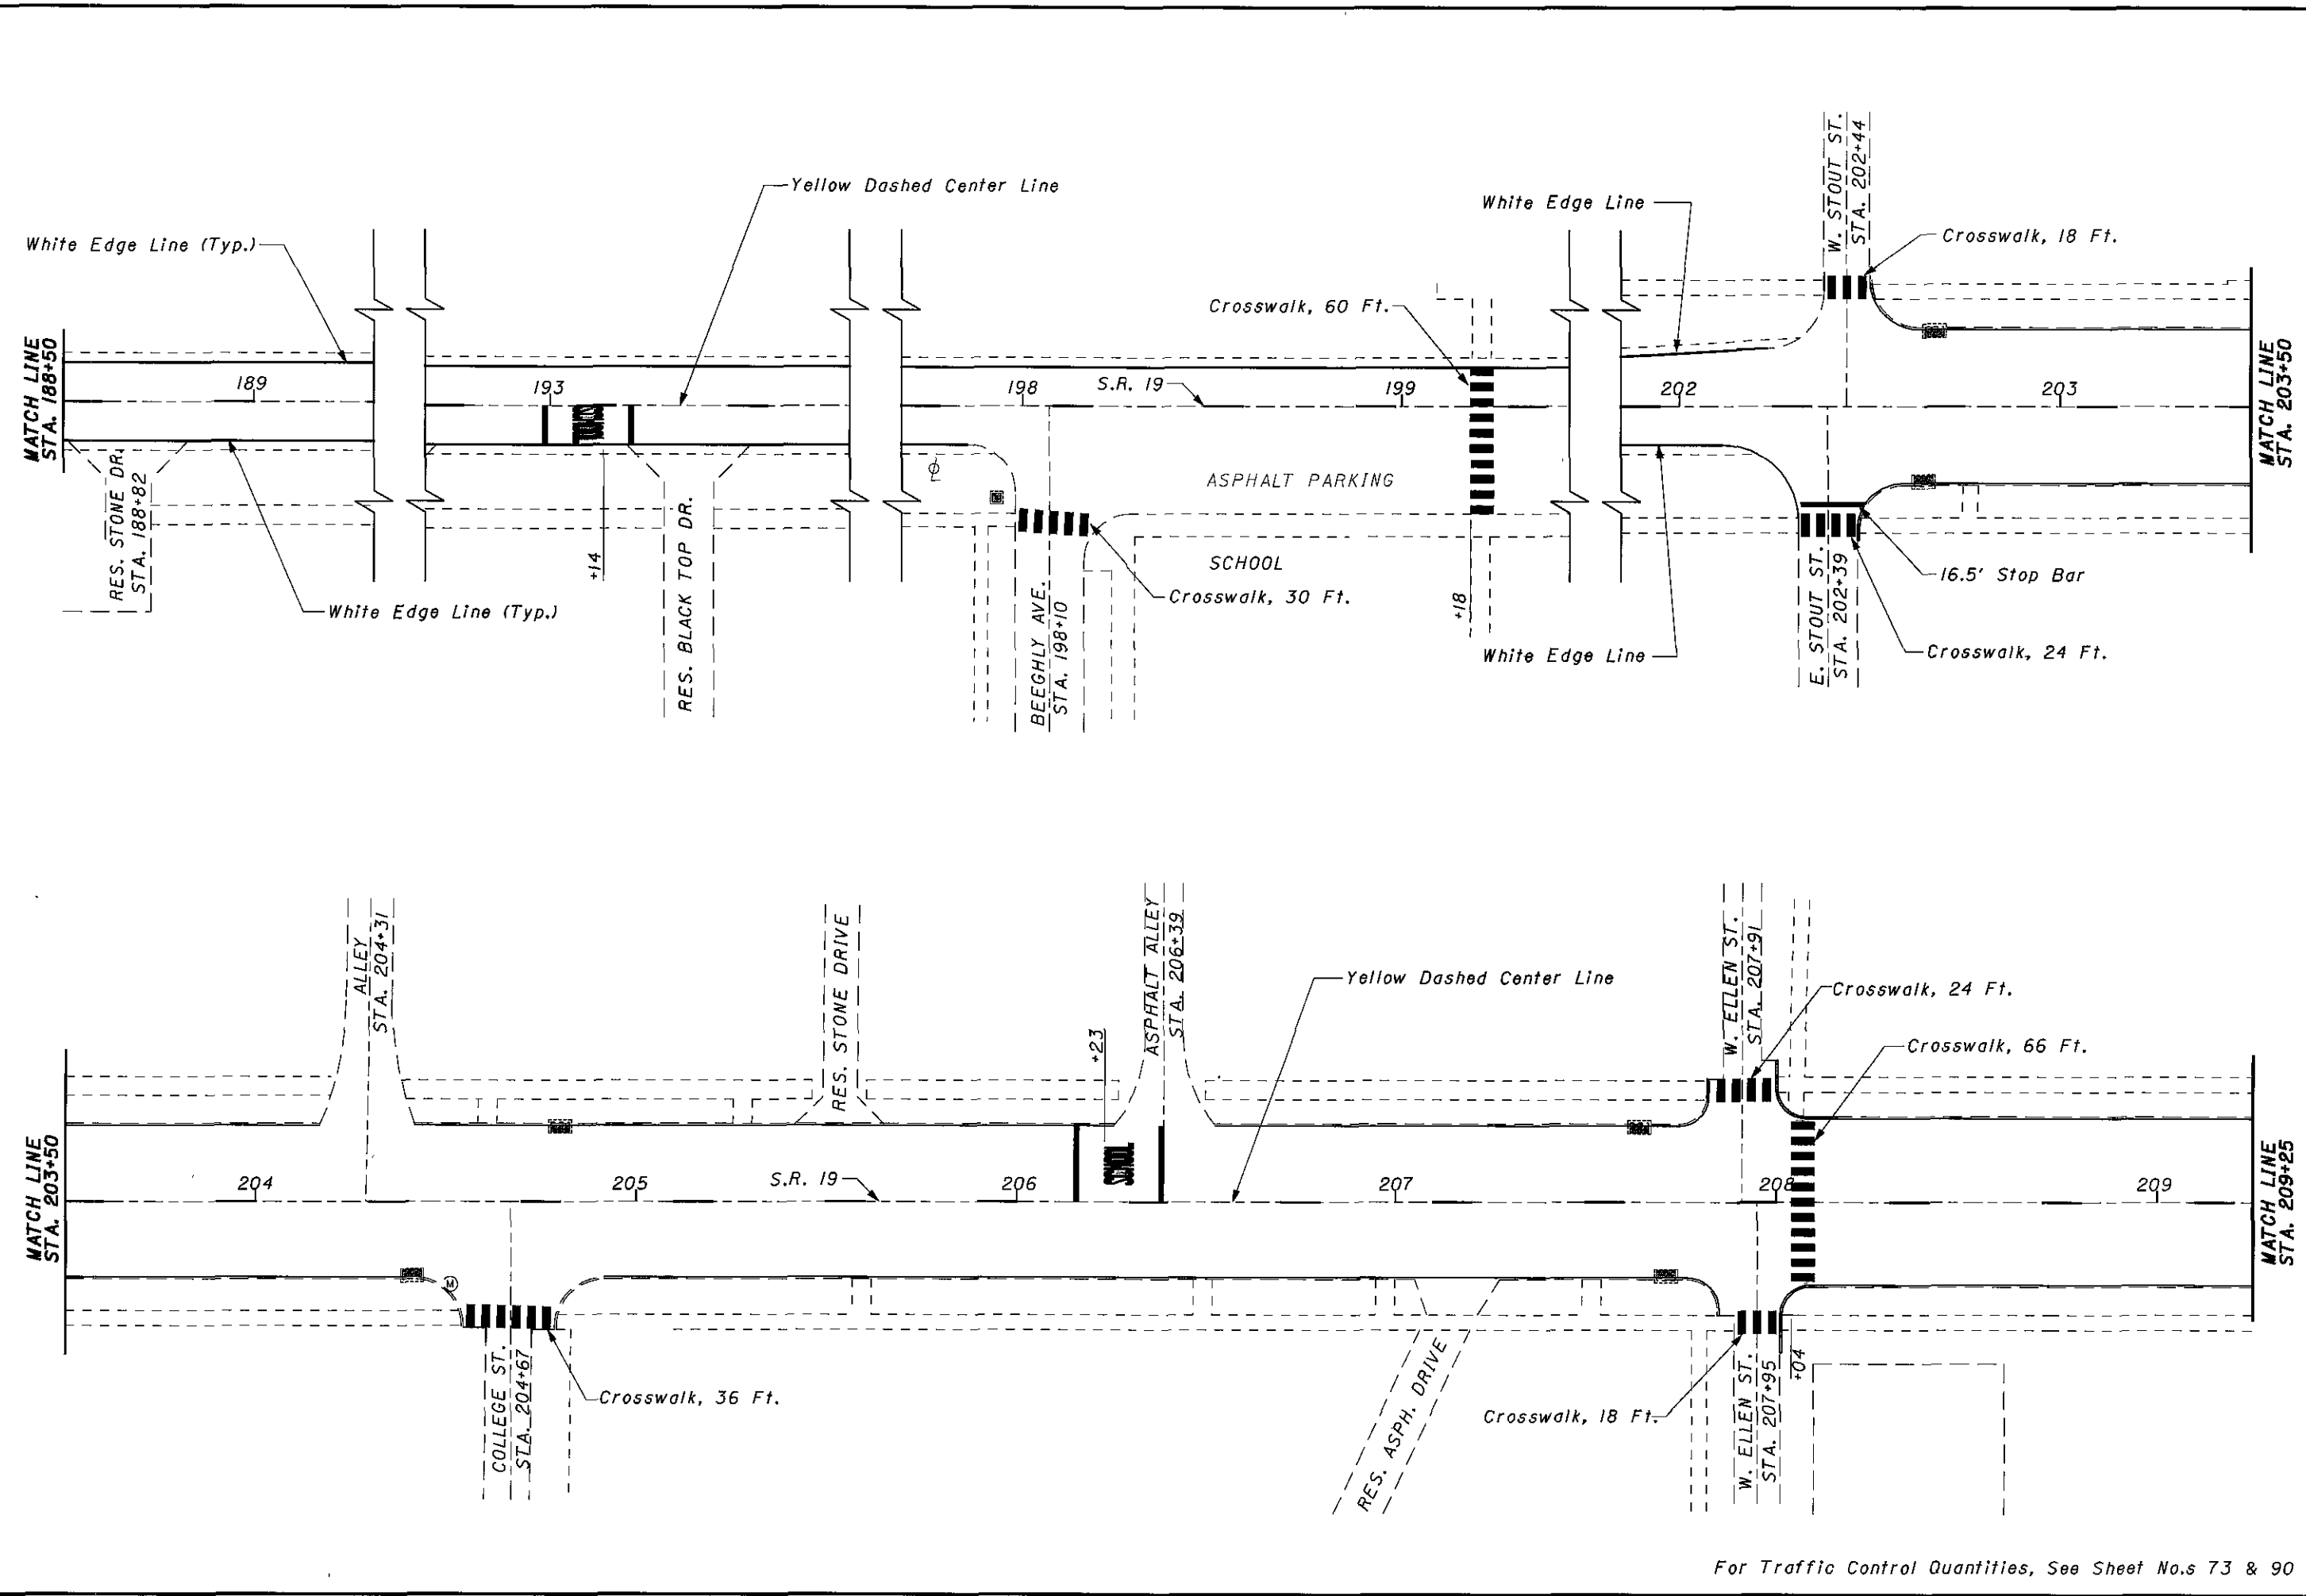 MATCH LINE
STA. 188+50
White Edge Line (Typ.)
189
RES. STONE DR.
STA. 188+82
White Edge Line (Typ.)
193
SCHOOL
+14
Yellow Dashed Center Line
RES. BLACK TOP DR.
198
S.R. 19
199
BEEGHLY AVE.
STA. 198+10
Crosswalk, 30 Ft.
ASPHALT PARKING
SCHOOL
Crosswalk, 60 Ft.
+18
White Edge Line
202
White Edge Line
W. STOUT ST.
STA. 202+44
Crosswalk, 18 Ft.
203
E. STOUT ST.
STA. 202+39
16.5' Stop Bar
Crosswalk, 24 Ft.
MATCH LINE
STA. 203+50
MATCH LINE
STA. 203+50
204
ALLEY
STA. 204+31
COLLEGE ST.
STA. 204+67
Crosswalk, 36 Ft.
205
S.R. 19
RES. STONE DRIVE
M
206
+23
SCHOOL
ASPHALT ALLEY
STA. 206+39
Yellow Dashed Center Line
207
RES. ASPH. DRIVE
W. ELLEN ST.
STA. 207+91
Crosswalk, 24 Ft.
Crosswalk, 66 Ft.
208
209
Crosswalk, 18 Ft.
W. ELLEN ST.
STA. 207+95
+04
MATCH LINE
STA. 209+25
For Traffic Control Quantities, See Sheet No.s 73 & 90